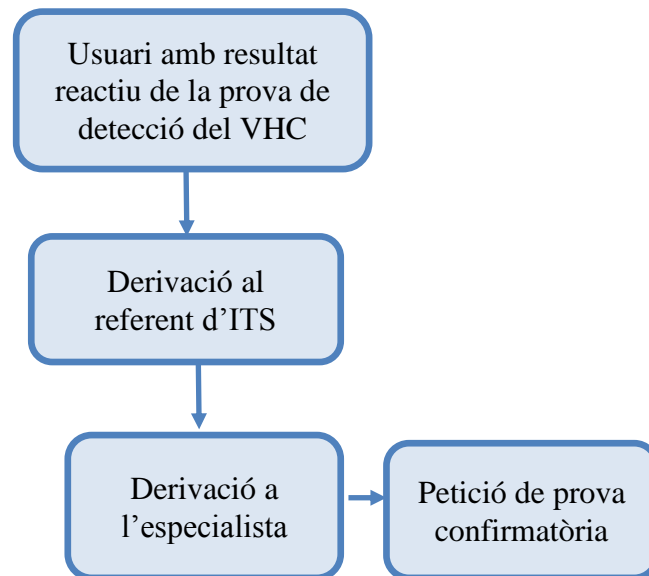 Usuari amb resultat
reactiu de la prova de
detecció del VHC
Derivació al
referent d’ITS
Derivació a
l’especialista
Petició de prova
confirmatòria